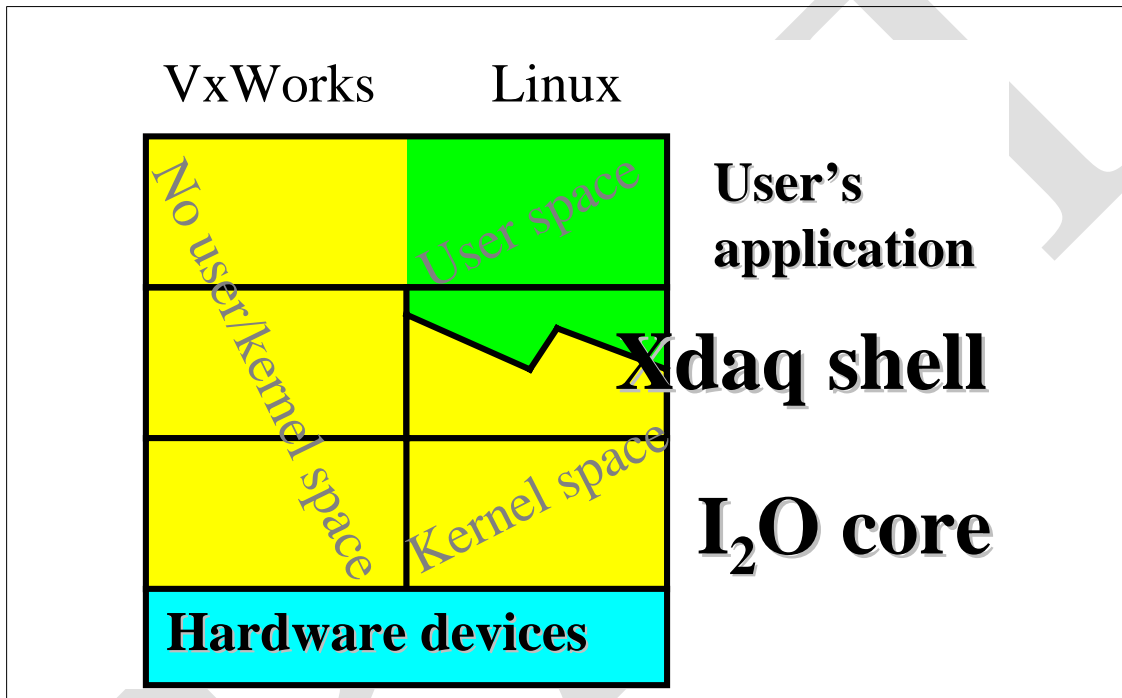 VxWorks Linux
No user/kernel space
User space
User’s
application
Xdaq shell
Kernel space
I₂O core
Hardware devices